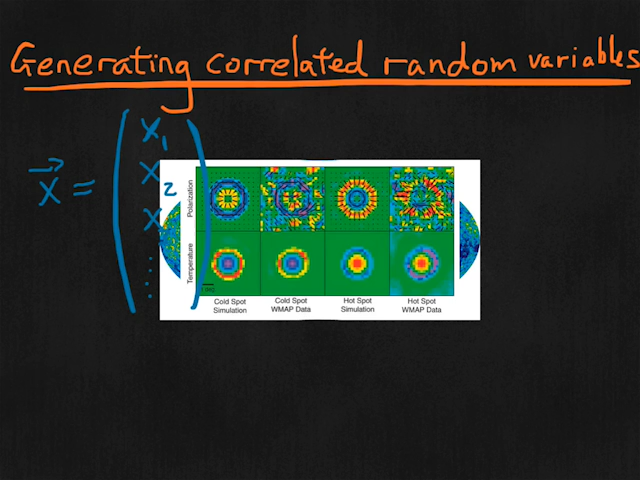 Generating correlated random variables
x = ( x1
x2
x
Polarization
Temperature
Cold Spot Simulation
Cold Spot WMAP Data
Hot Spot Simulation
Hot Spot WMAP Data